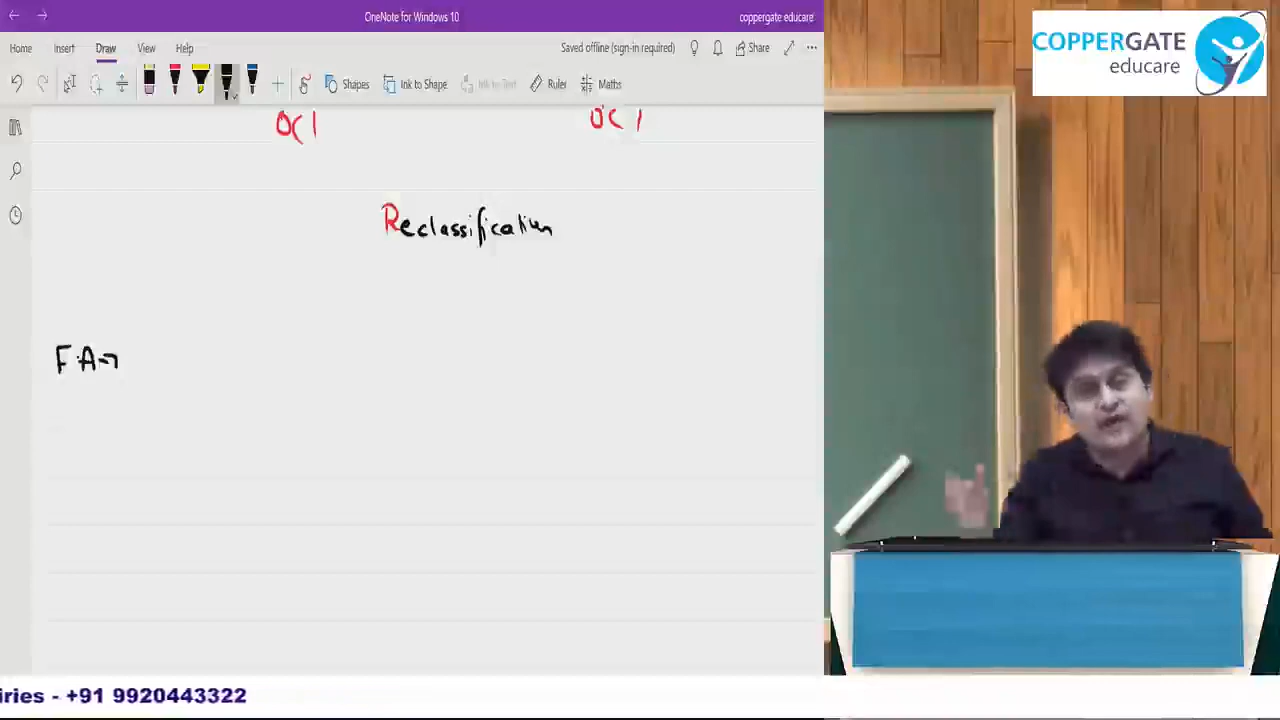 OneNote for Windows 10
coppergate educare
Home Insert Draw View Help
Saved offline (sign-in required) Share
Shapes Ink to Shape Ink to Text Ruler Maths
OCI OCI
Reclassification
F.A→
COPPERGATE
educare
iries - +91 9920443322